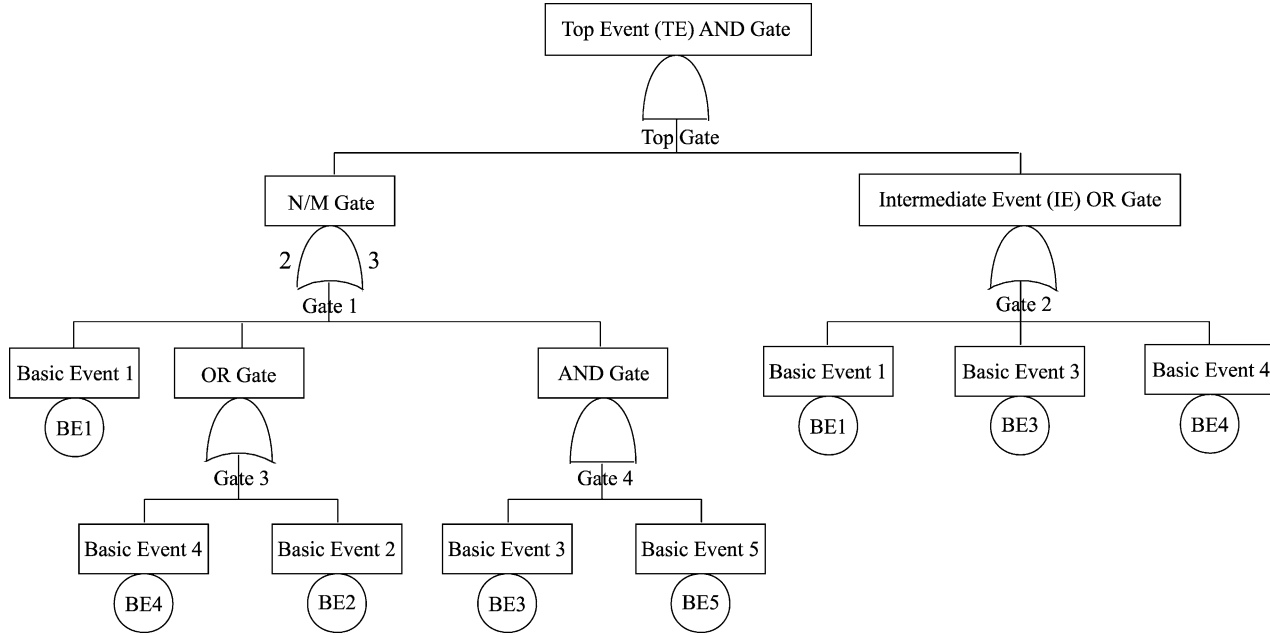 Top Event (TE) AND Gate
Top Gate
N/M Gate
Intermediate Event (IE) OR Gate
2 3
Gate 1
Gate 2
Basic Event 1
OR Gate
AND Gate
Basic Event 1
Basic Event 3
Basic Event 4
BE1
BE1
BE3
BE4
Gate 3
Gate 4
Basic Event 4
Basic Event 2
Basic Event 3
Basic Event 5
BE4
BE2
BE3
BE5